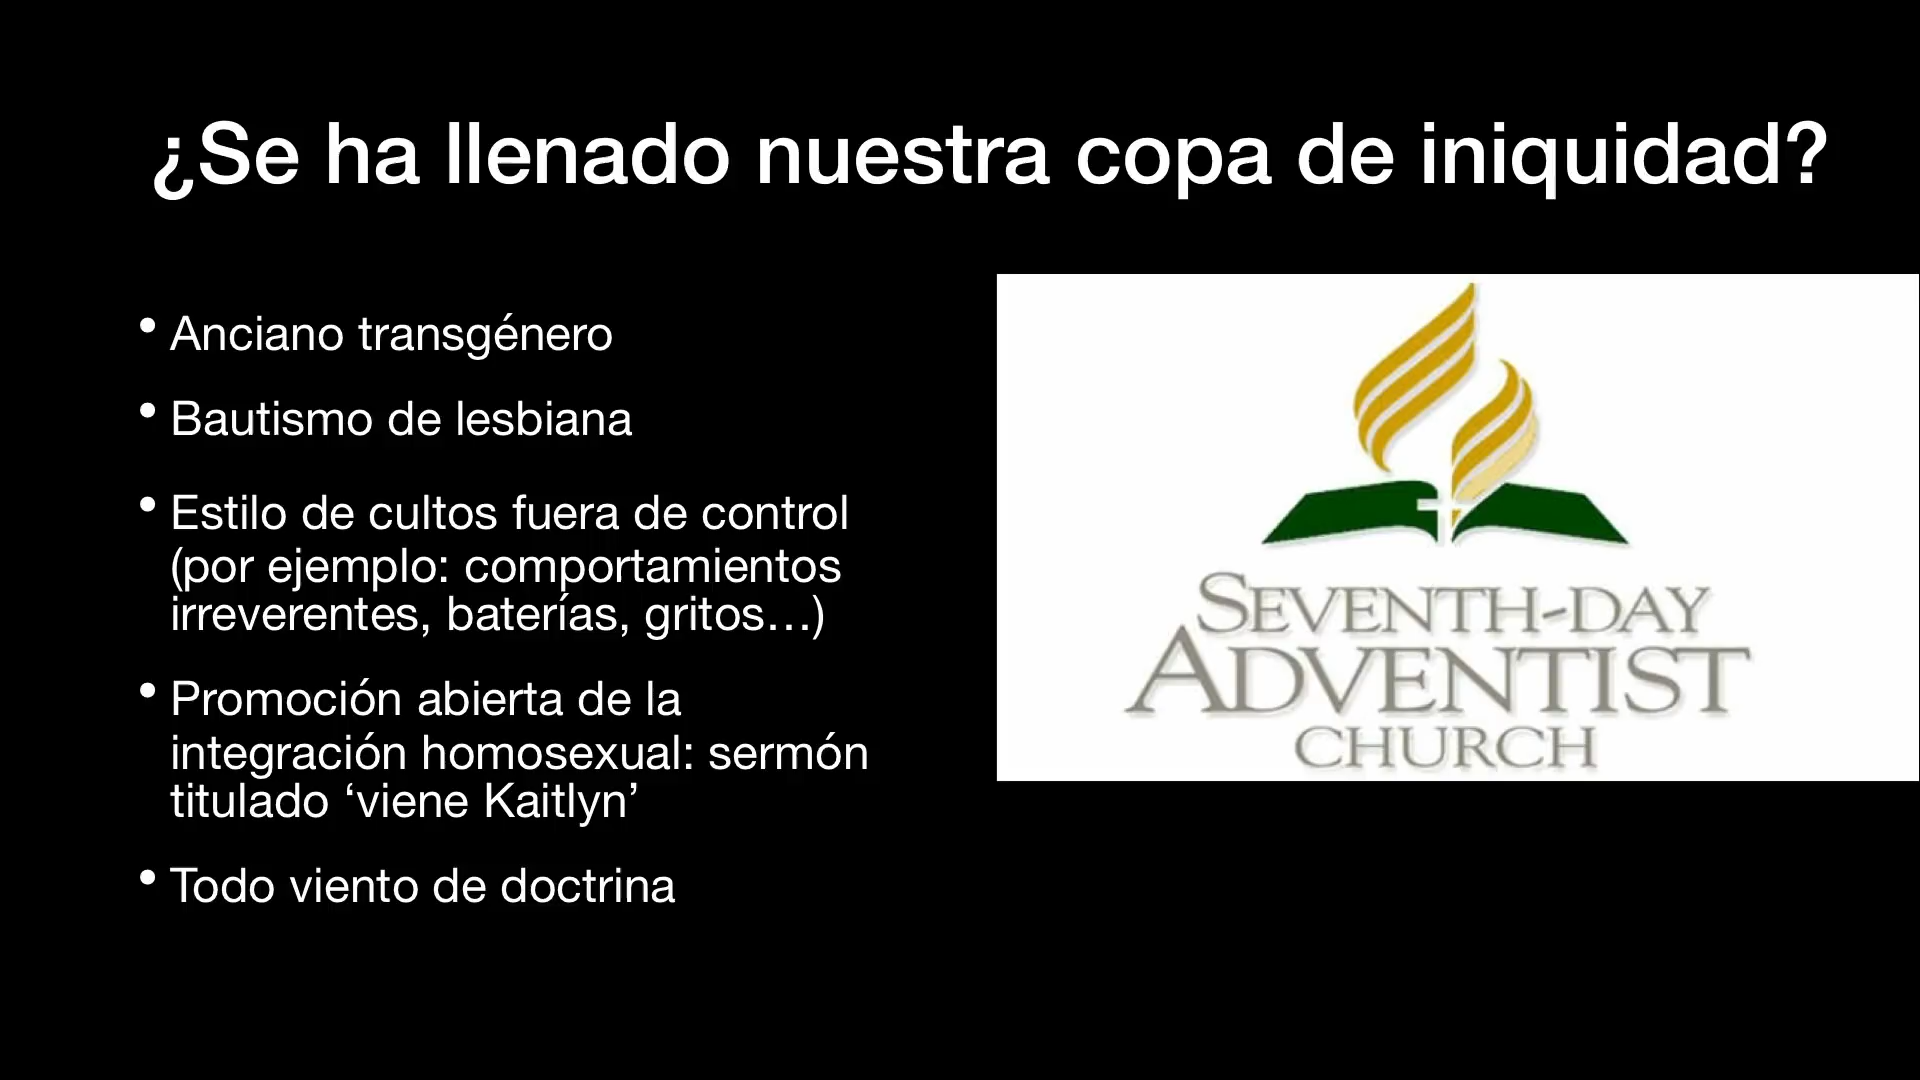 ¿Se ha llenado nuestra copa de iniquidad?
• Anciano transgénero
• Bautismo de lesbiana
• Estilo de cultos fuera de control
(por ejemplo: comportamientos
irreverentes, baterías, gritos…)
• Promoción abierta de la
integración homosexual: sermón
titulado ‘viene Kaitlyn’
• Todo viento de doctrina
SEVENTH-DAY
ADVENTIST
CHURCH